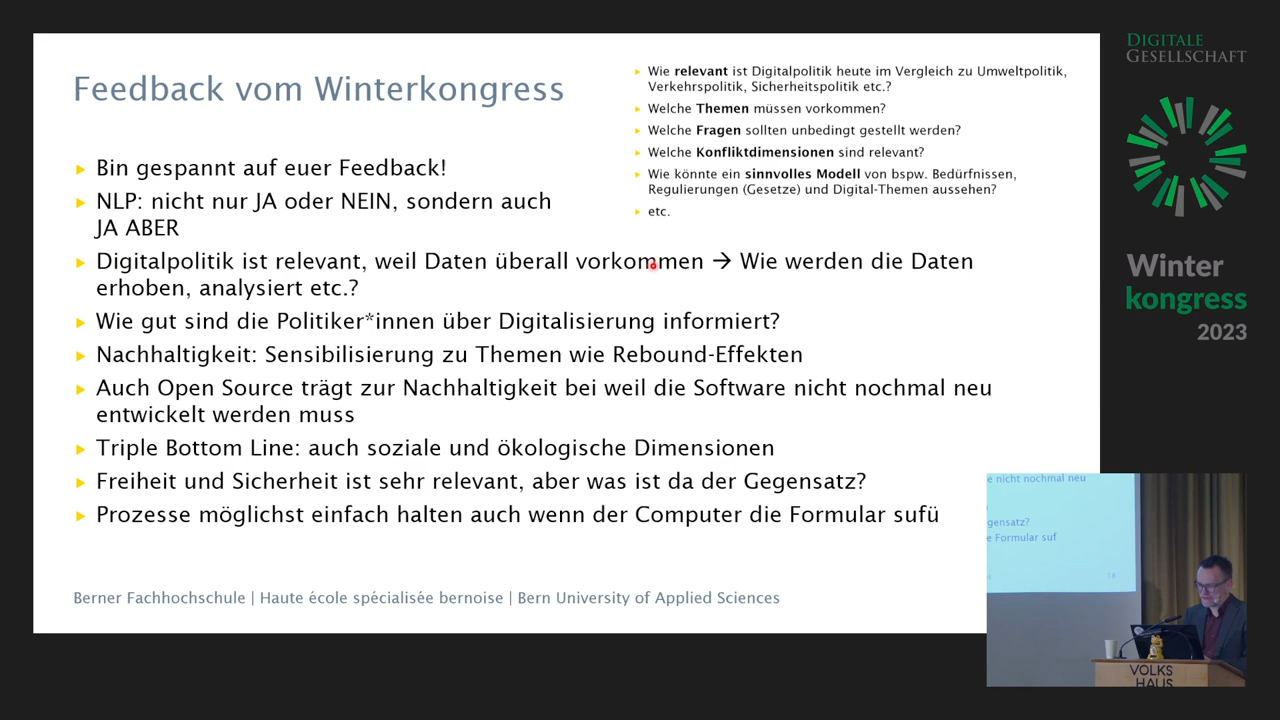 Feedback vom Winterkongress
Wie relevant ist Digitalpolitik heute im Vergleich zu Umweltpolitik,
Verkehrspolitik, Sicherheitspolitik etc.?
Welche Themen müssen vorkommen?
Welche Fragen sollten unbedingt gestellt werden?
Welche Konfliktdimensionen sind relevant?
Wie könnte ein sinnvolles Modell von bspw. Bedürfnissen,
Regulierungen (Gesetze) und Digital-Themen aussehen?
etc.
Bin gespannt auf euer Feedback!
NLP: nicht nur JA oder NEIN, sondern auch
JA ABER
Digitalpolitik ist relevant, weil Daten überall vorkommen → Wie werden die Daten
erhoben, analysiert etc.?
Wie gut sind die Politiker*innen über Digitalisierung informiert?
Nachhaltigkeit: Sensibilisierung zu Themen wie Rebound-Effekten
Auch Open Source trägt zur Nachhaltigkeit bei weil die Software nicht nochmal neu
entwickelt werden muss
Triple Bottom Line: auch soziale und ökologische Dimensionen
Freiheit und Sicherheit ist sehr relevant, aber was ist da der Gegensatz?
Prozesse möglichst einfach halten auch wenn der Computer die Formular sufü
Berner Fachhochschule | Haute école spécialisée bernoise | Bern University of Applied Sciences
DIGITALE
GESELLSCHAFT
Winter
kongress
2023
e nicht nochmal neu
gensatz?
e Formular suf
18
VOLKS
HAUS